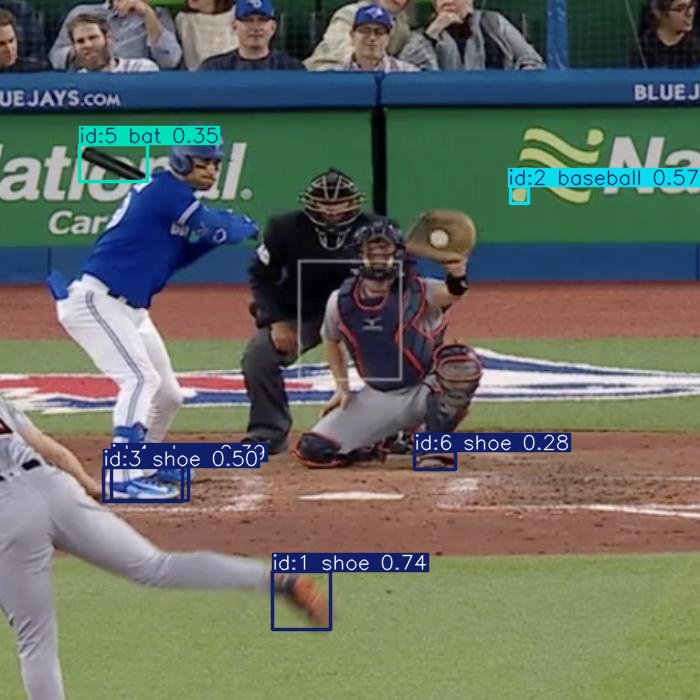 UEJAYS.COM
BLUEJ
id:5 bat 0.35
id:2 baseball 0.57
ational.
Car
Na
id:6 shoe 0.28
id:3 shoe 0.50
id:1 shoe 0.74